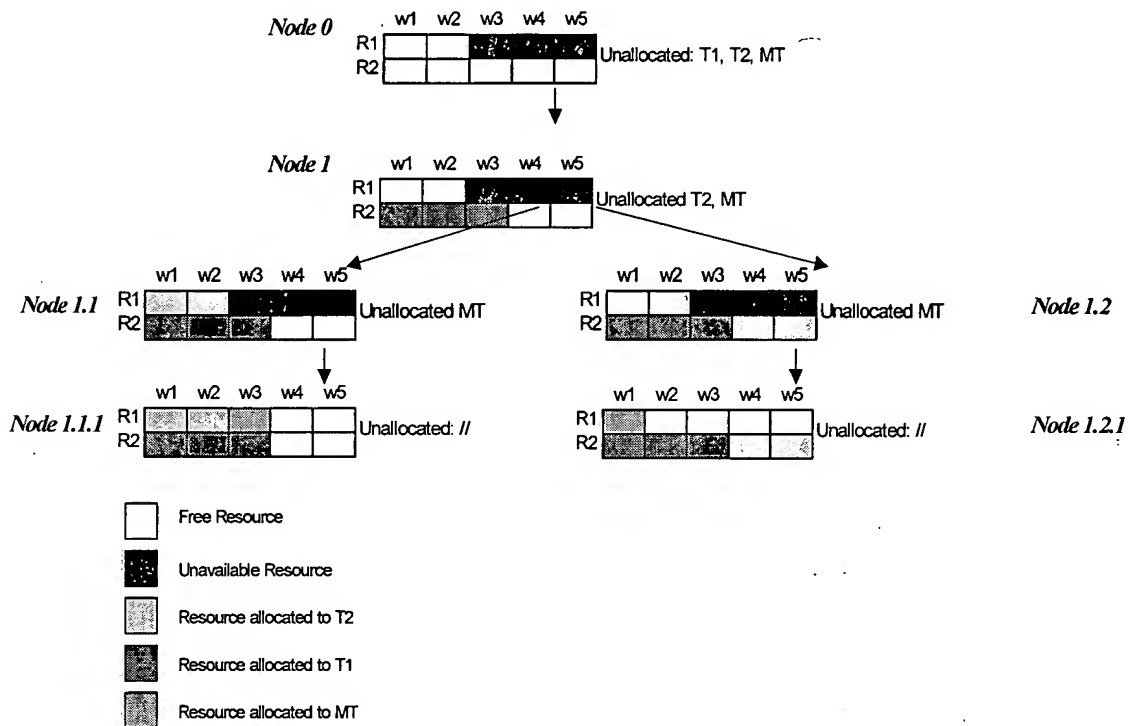 Node 0
w1 w2 w3 w4 w5
R1
Unallocated: T1, T2, MT
R2
Node 1
w1 w2 w3 w4 w5
R1
Unallocated T2, MT
R2
w1 w2 w3 w4 w5
Node 1.1
R1
Unallocated MT
R2
w1 w2 w3 w4 w5
R1
Unallocated MT
R2
Node 1.2
w1 w2 w3 w4 w5
Node 1.1.1
R1
Unallocated: //
R2
w1 w2 w3 w4 w5
R1
Unallocated: //
R2
Node 1.2.1
Free Resource
Unavailable Resource
Resource allocated to T2
Resource allocated to T1
Resource allocated to MT